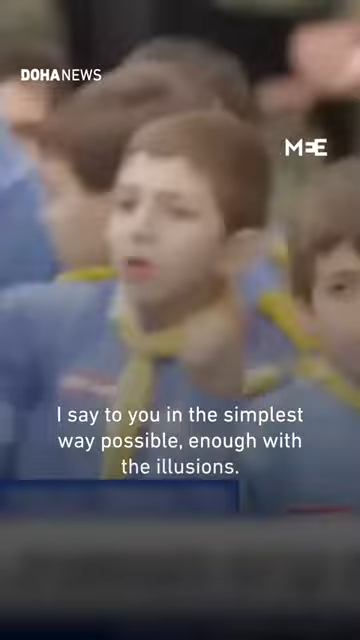 DOHANEWS
MEE
I say to you in the simplest
way possible, enough with
the illusions.